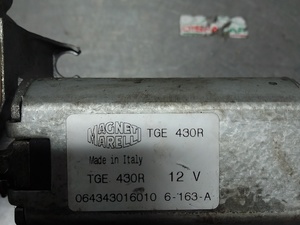 MAGNETI
MARELLI
TGE 430R
Made in Italy
TGE 430R 12 V
064343016010 6-163-A